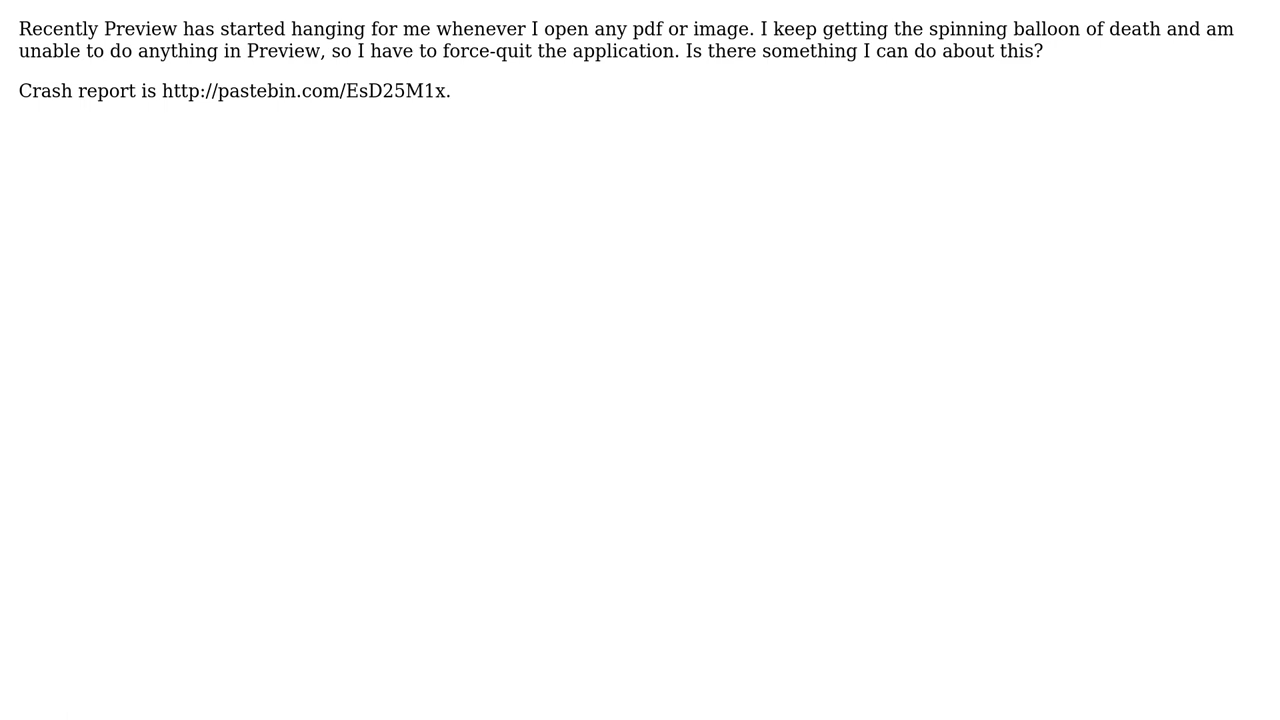 Recently Preview has started hanging for me whenever I open any pdf or image. I keep getting the spinning balloon of death and am
unable to do anything in Preview, so I have to force-quit the application. Is there something I can do about this?
Crash report is http://pastebin.com/EsD25M1x.